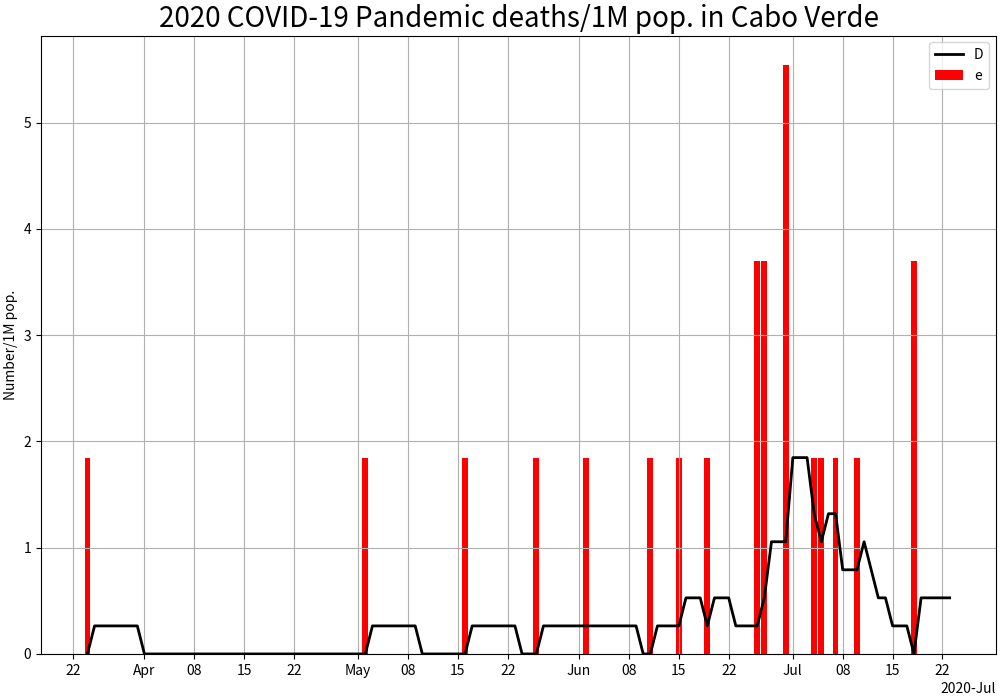 2020 COVID-19 Pandemic deaths/1M pop. in Cabo Verde
D
e
Number/1M pop.
5
4
3
2
1
0
22 Apr 08 15 22 May 08 15 22 Jun 08 15 22 Jul 08 15 22
2020-Jul